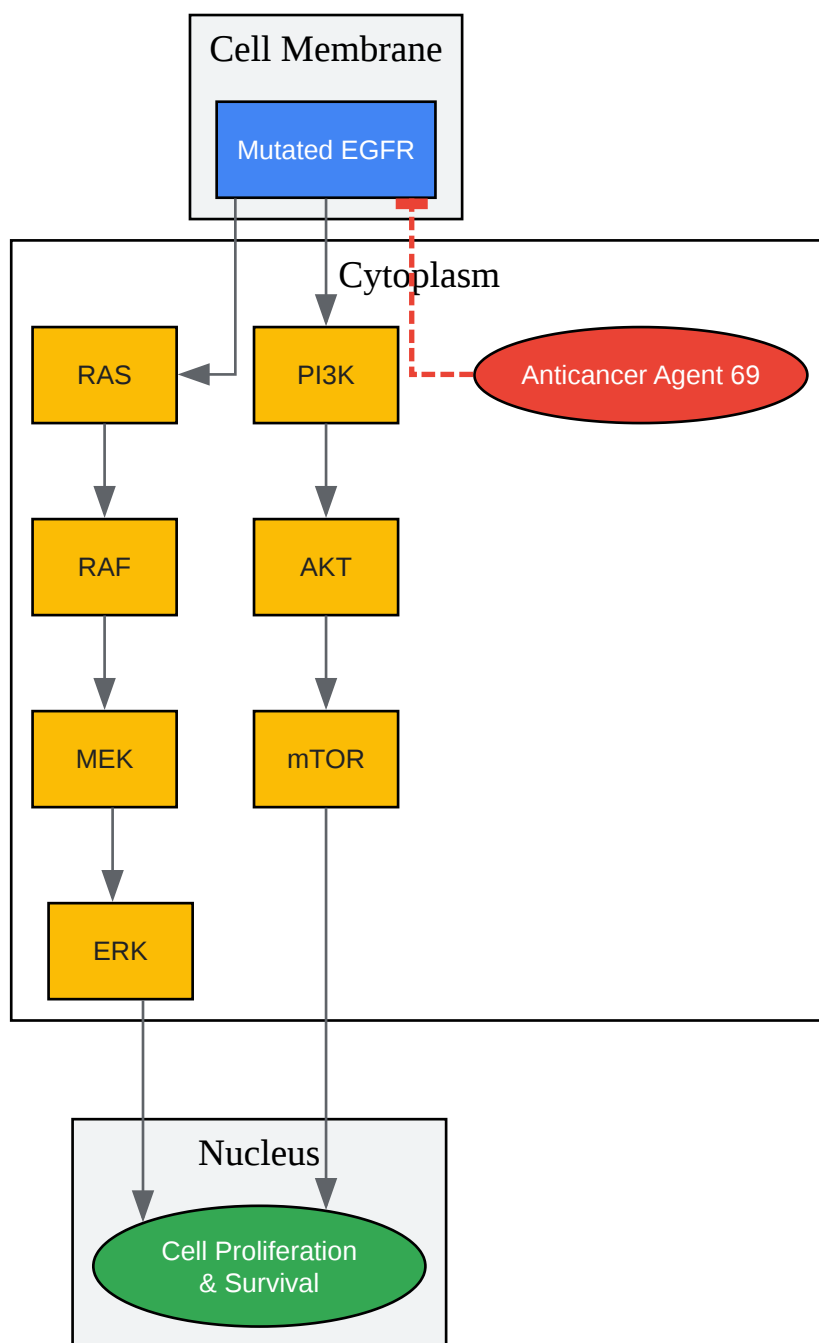 Cell Membrane
Mutated EGFR
Cytoplasm
RAS
PI3K
Anticancer Agent 69
RAF
AKT
MEK
mTOR
ERK
Nucleus
Cell Proliferation
& Survival